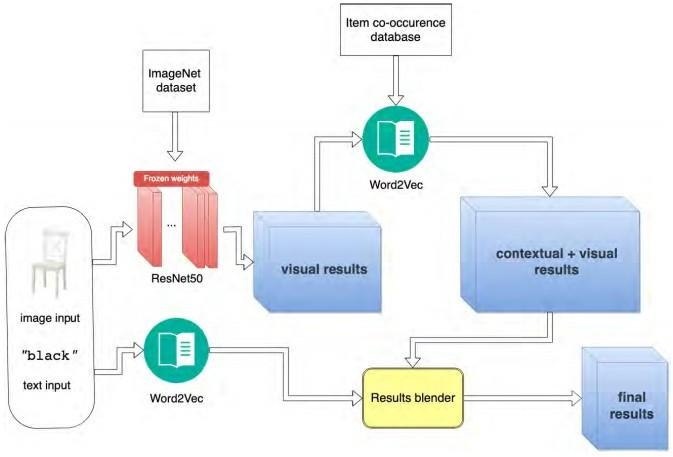 Item co-occurence
database
ImageNet
dataset
Frozen weights
...
ResNet50
Word2Vec
visual results
contextual + visual
results
image input
"black"
text input
Word2Vec
Results blender
final
results